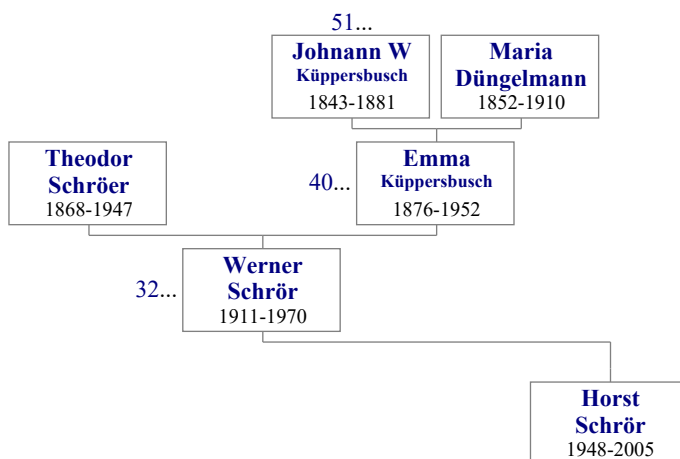 51...
Johnann W
Küppersbusch
1843-1881
Maria
Düngelmann
1852-1910
Theodor
Schröer
1868-1947
40...
Emma
Küppersbusch
1876-1952
32...
Werner
Schrör
1911-1970
Horst
Schrör
1948-2005